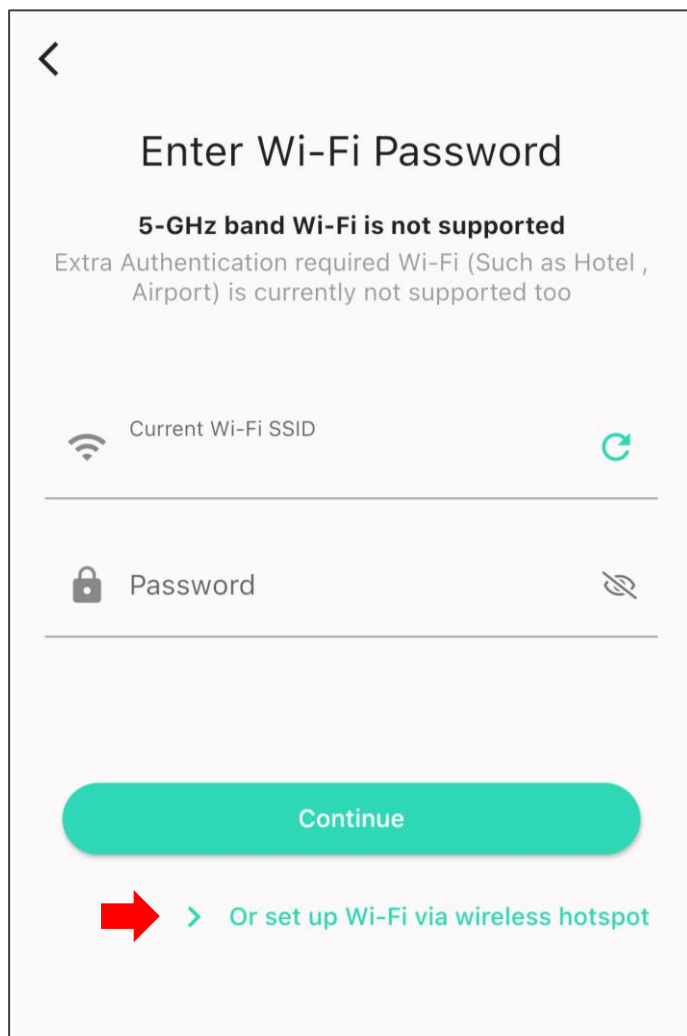 Enter Wi-Fi Password
5-GHz band Wi-Fi is not supported
Extra Authentication required Wi-Fi (Such as Hotel ,
Airport) is currently not supported too
Current Wi-Fi SSID
Password
Continue
Or set up Wi-Fi via wireless hotspot